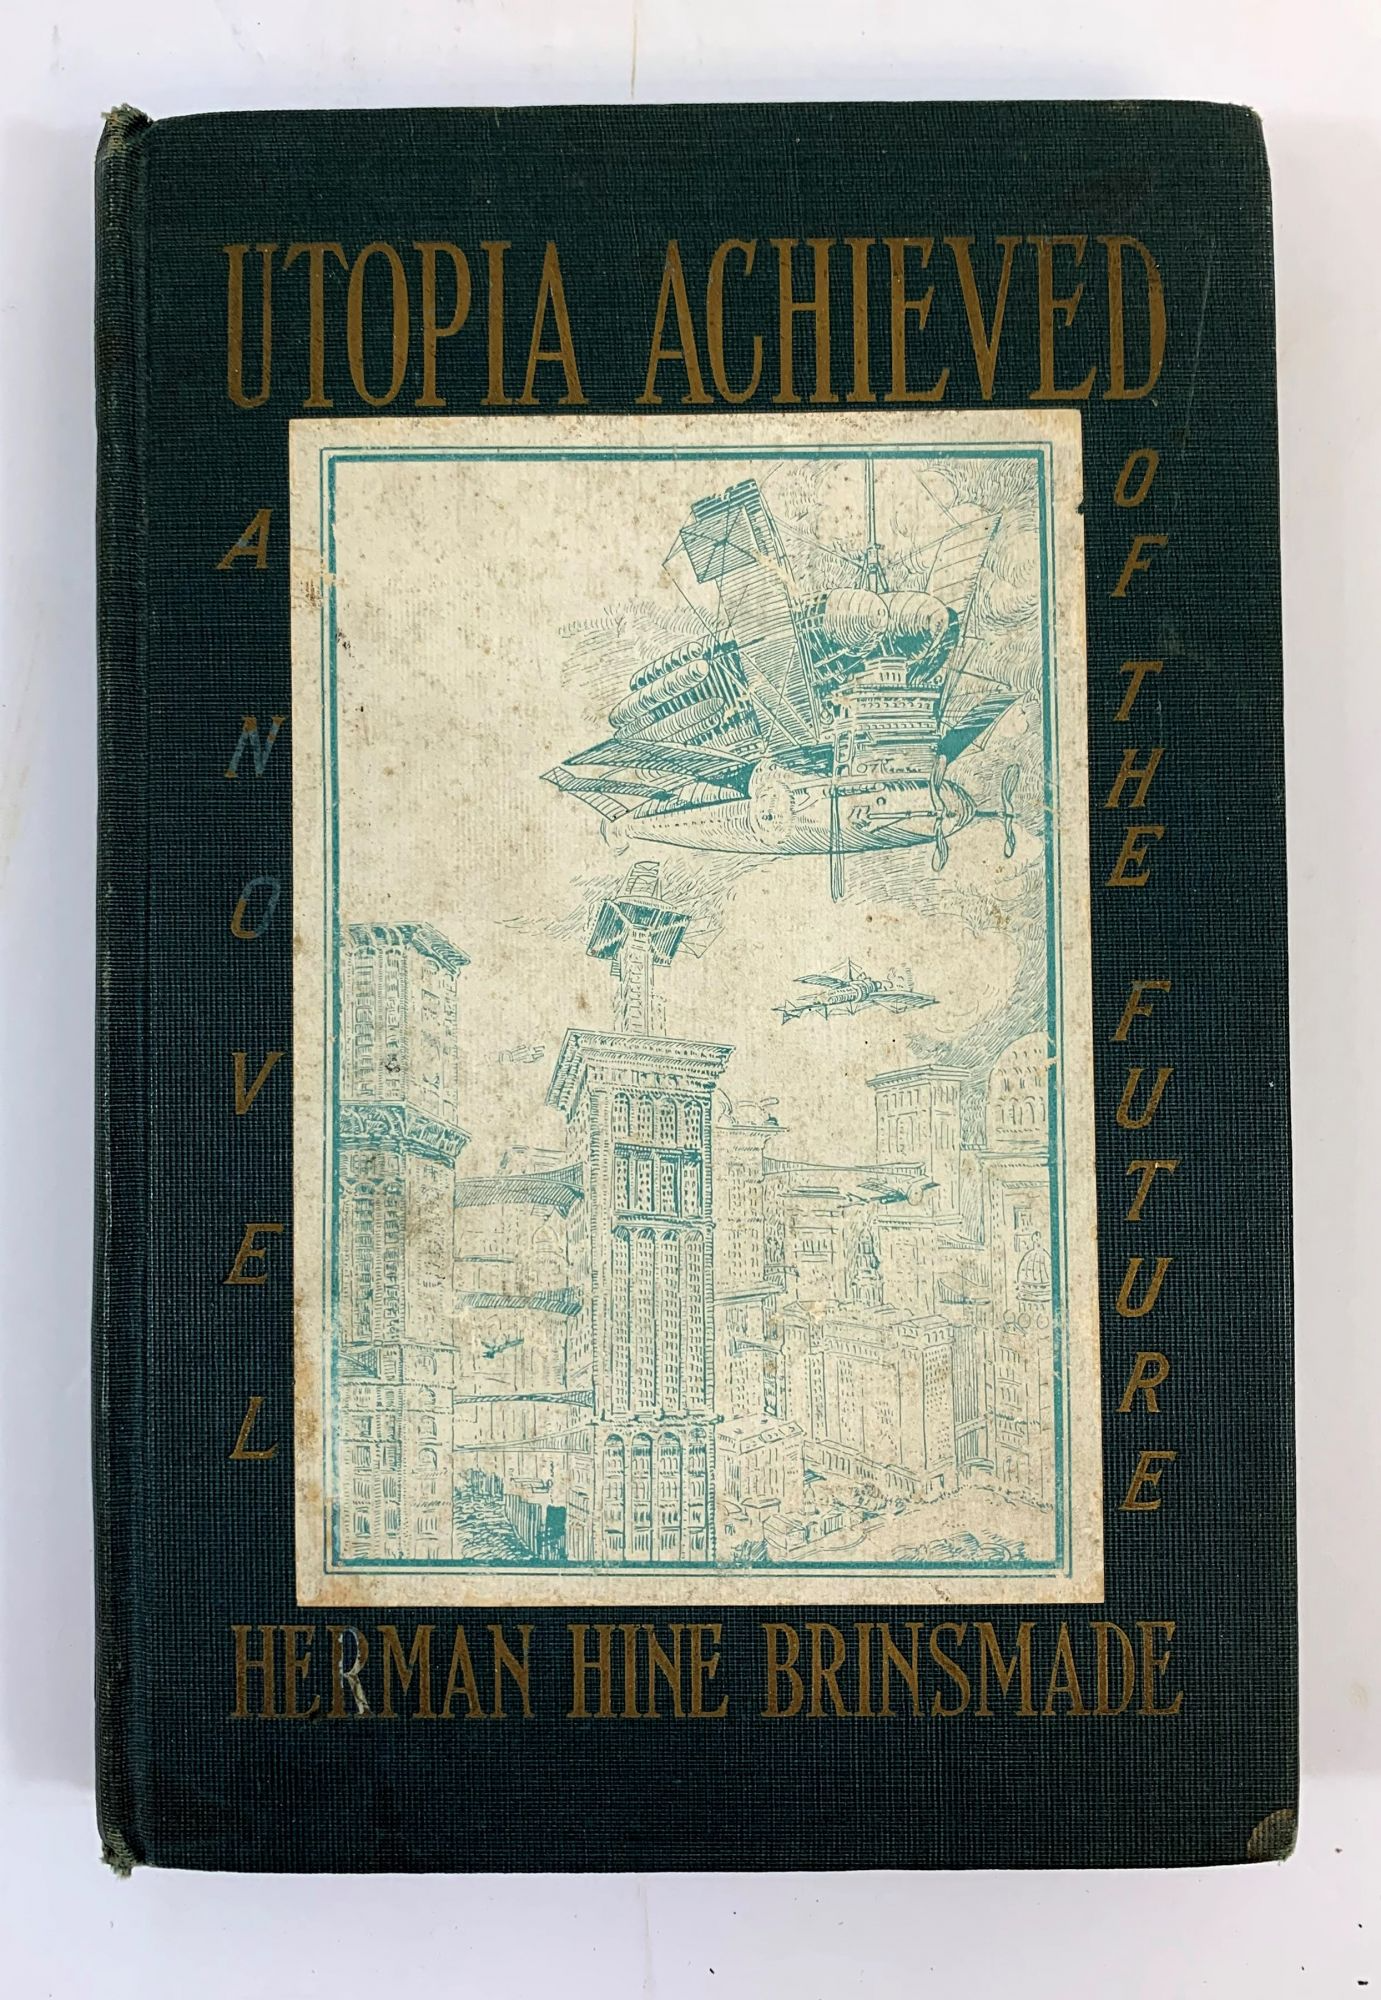 UTOPIA ACHIEVED
A NOVEL
OF THE FUTURE
HERMAN HINE BRINSMADE